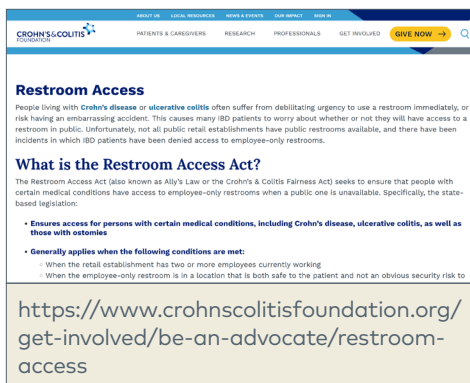 ABOUT US LOCAL RESOURCES NEWS & EVENTS OUR IMPACT SIGN IN
CROHN'S & COLITIS
FOUNDATION
PATIENTS & CAREGIVERS RESEARCH PROFESSIONALS GET INVOLVED GIVE NOW →
Restroom Access
People living with Crohn's disease or ulcerative colitis often suffer from debilitating urgency to use a restroom immediately, or
risk having an embarrassing accident. This causes many IBD patients to worry about whether or not they will have access to a
restroom in public. Unfortunately, not all public retail establishments have public restrooms available, and there have been
incidents in which IBD patients have been denied access to employee-only restrooms.
What is the Restroom Access Act?
The Restroom Access Act (also known as Ally's Law or the Crohn's & Colitis Fairness Act) seeks to ensure that people with
certain medical conditions have access to employee-only restrooms when a public one is unavailable. Specifically, the state-
based legislation:
• Ensures access for persons with certain medical conditions, including Crohn's disease, ulcerative colitis, as well as
those with ostomies
• Generally applies when the following conditions are met:
○ When the retail establishment has two or more employees currently working
○ When the employee-only restroom is in a location that is both safe to the patient and not an obvious security risk to
https://www.crohnscolitisfoundation.org/
get-involved/be-an-advocate/restroom-
access